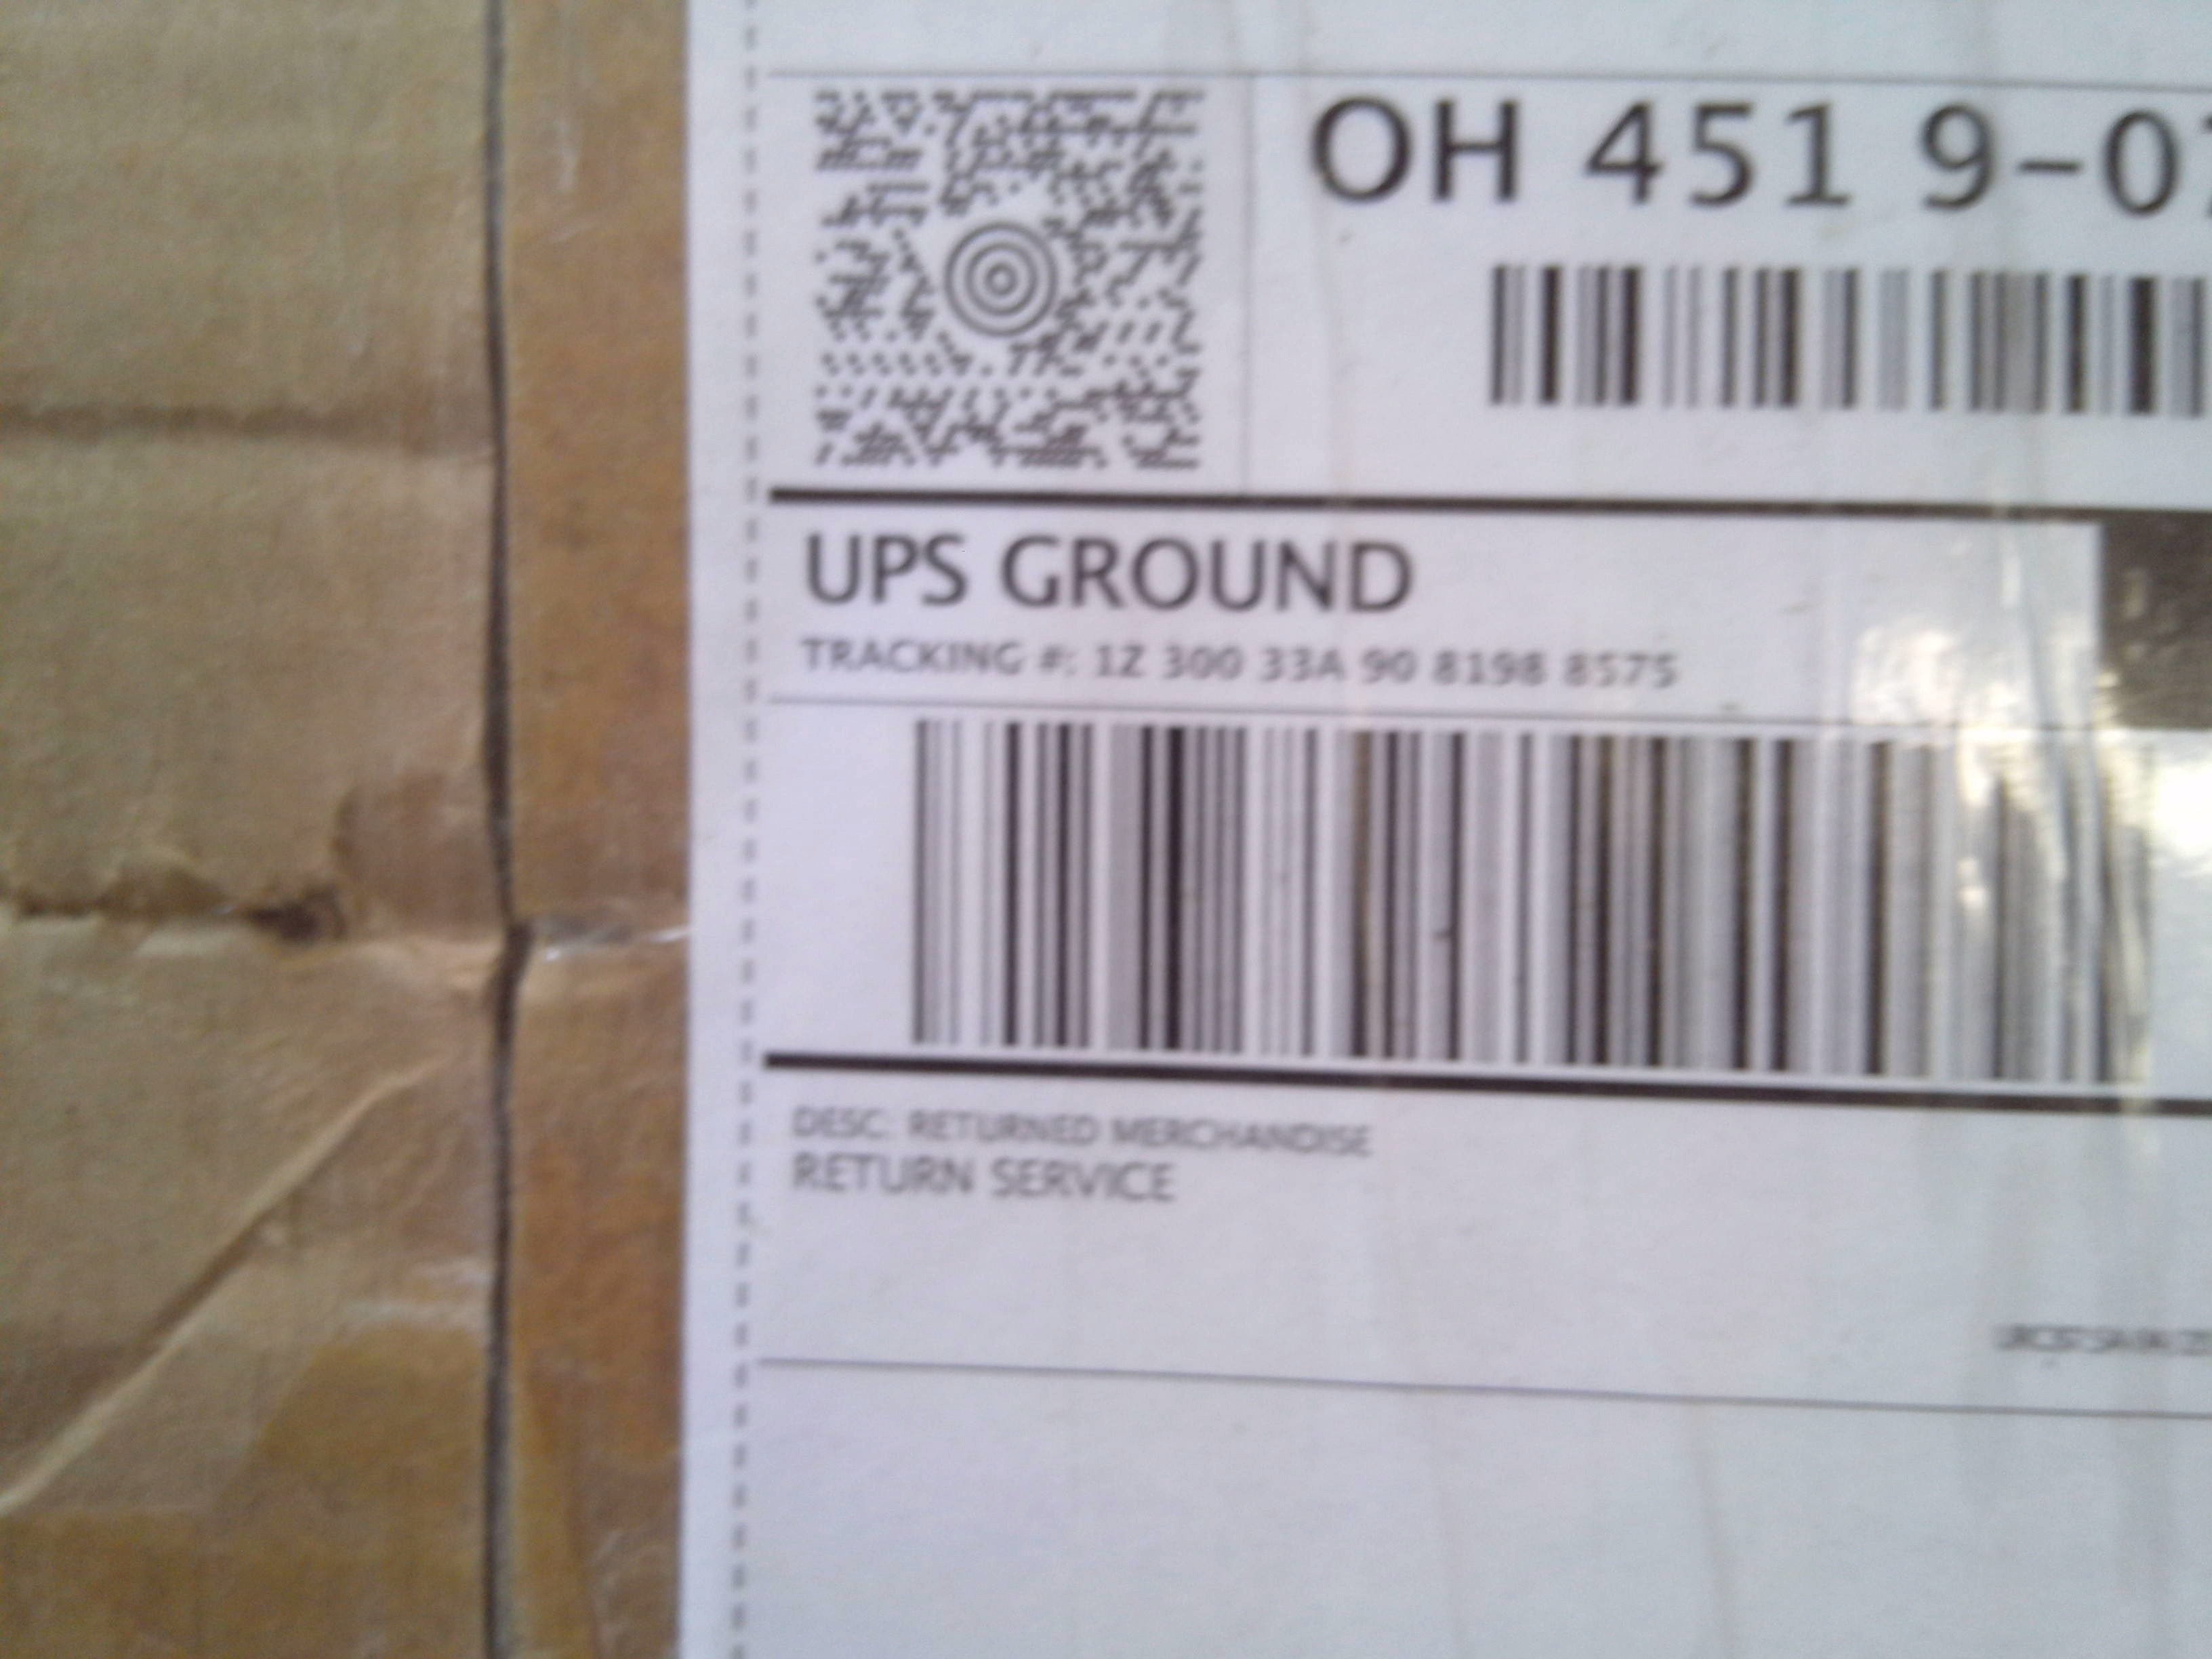 OH 451 9-0
UPS GROUND
TRACKING #: 1Z 300 33A 90 8198 8575
DESC: RETURNED MERCHANDISE
RETURN SERVICE